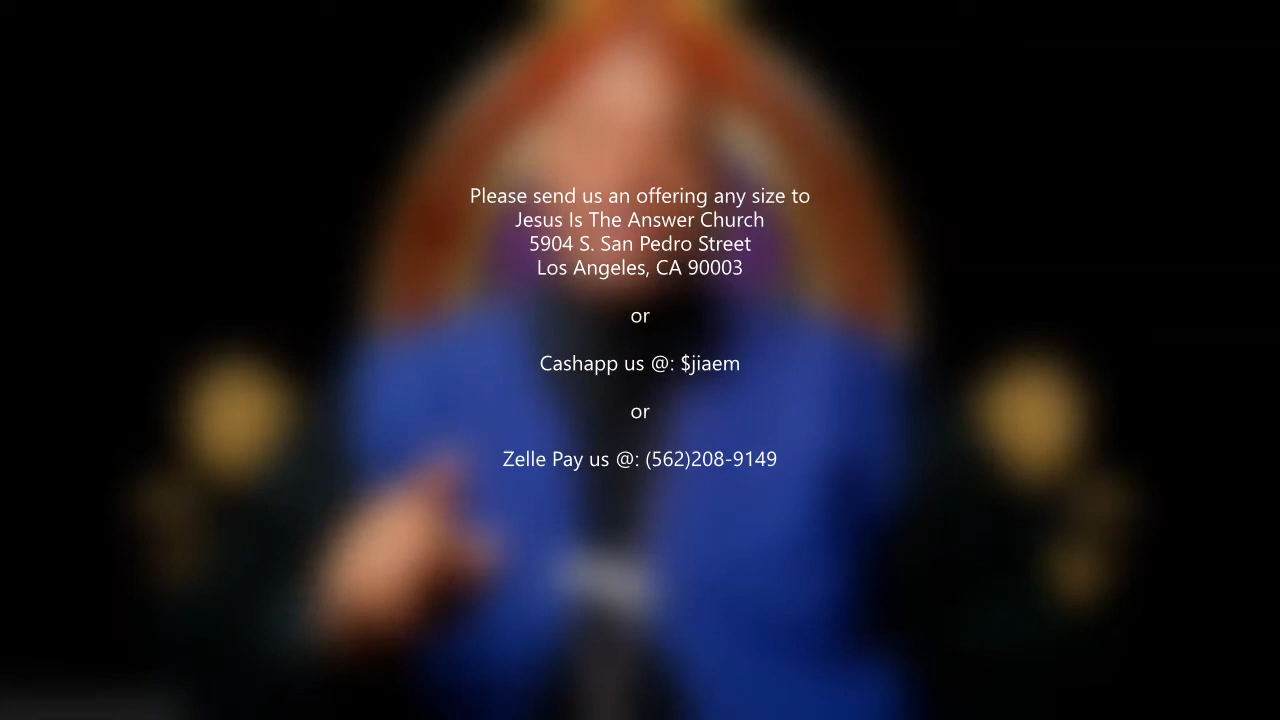 Please send us an offering any size to
Jesus Is The Answer Church
5904 S. San Pedro Street
Los Angeles, CA 90003
or
Cashapp us @: $jiaem
or
Zelle Pay us @: (562)208-9149